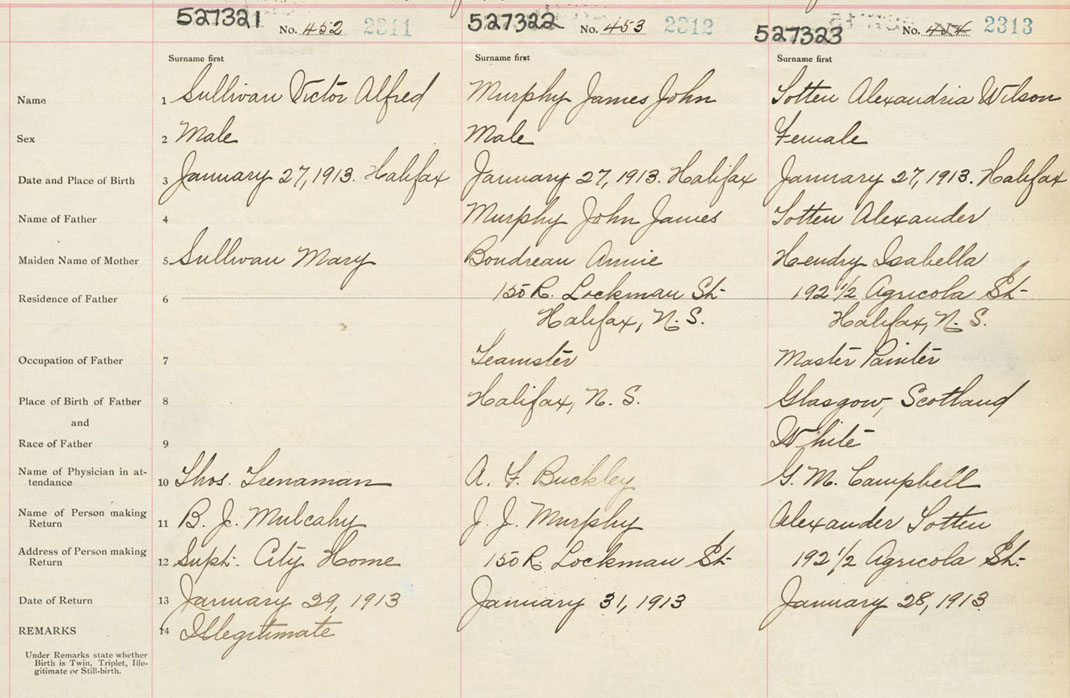 527321 No. 452 2311 527322 No. 453 2312 527323 No. 454 2313
Surname first Surname first Surname first
Name 1 Sullivan Victor Alfred Murphy James John Sotten Alexandria Wilson
Sex 2 Male Male Female
Date and Place of Birth 3 January 27, 1913. Halifax January 27, 1913. Halifax January 27, 1913. Halifax
Name of Father 4 Murphy John James Sotten Alexander
Maiden Name of Mother 5 Sullivan Mary Boudreau Annie Hendry Isabella
Residence of Father 6 150 R. Lockman St- 192 1/2 Agricola St-
Halifax, N.S. Halifax, N.S.
Occupation of Father 7 Teamster Master Painter
Place of Birth of Father 8 Halifax, N.S. Glasgow, Scotland
and
Race of Father 9 White
Name of Physician in at-
tendance 10 Thos. Trenaman A. F. Buckley G. M. Campbell
Name of Person making
Return 11 B. Jc. Mulcahy J. J. Murphy Alexander Sotten
Address of Person making
Return 12 Supt. City Home 150 R. Lockman St- 192 1/2 Agricola St-
Date of Return 13 January 29, 1913 January 31, 1913 January 28, 1913
REMARKS 14 Illegitimate
Under Remarks state whether
Birth is Twin, Triplet, Ille-
gitimate or Still-birth.